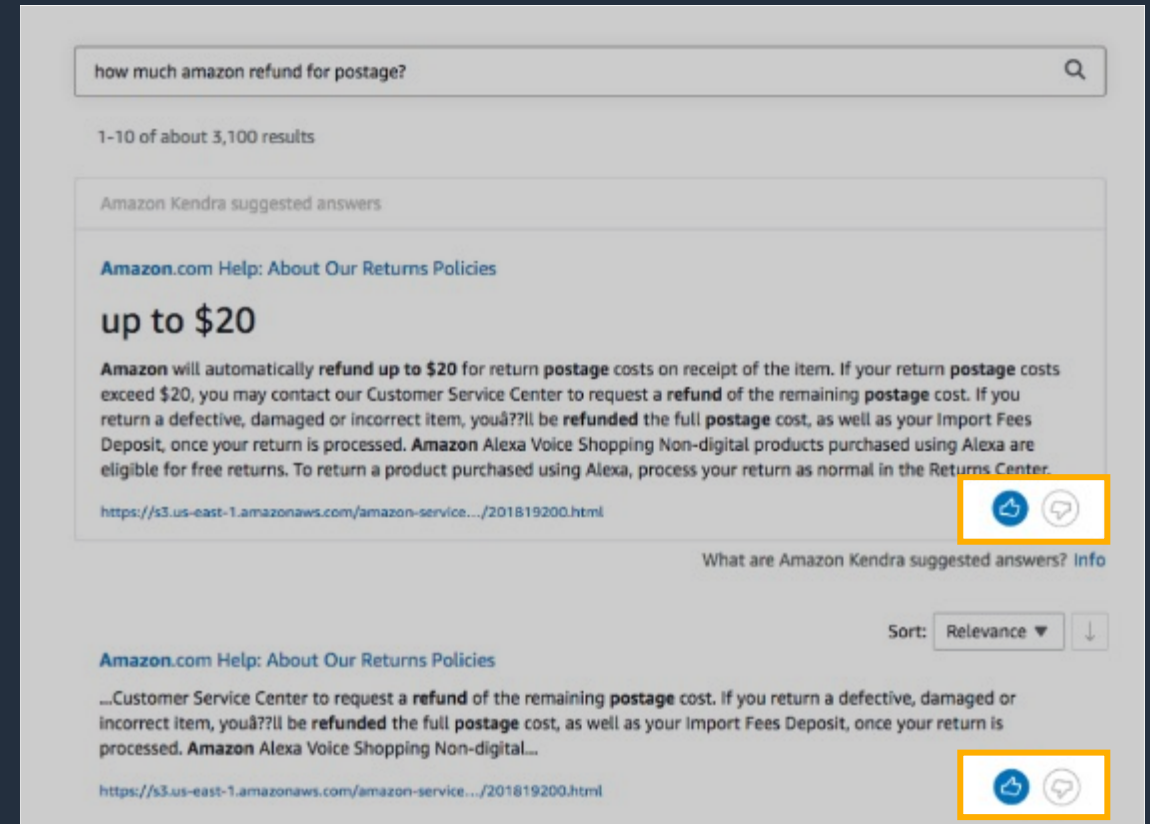 how much amazon refund for postage?
1-10 of about 3,100 results
Amazon Kendra suggested answers
Amazon.com Help: About Our Returns Policies
up to $20
Amazon will automatically refund up to $20 for return postage costs on receipt of the item. If your return postage costs
exceed $20, you may contact our Customer Service Center to request a refund of the remaining postage cost. If you
return a defective, damaged or incorrect item, youâ??ll be refunded the full postage cost, as well as your Import Fees
Deposit, once your return is processed. Amazon Alexa Voice Shopping Non-digital products purchased using Alexa are
eligible for free returns. To return a product purchased using Alexa, process your return as normal in the Returns Center.
https://s3.us-east-1.amazonaws.com/amazon-service.../201819200.html
What are Amazon Kendra suggested answers? Info
Sort: Relevance
Amazon.com Help: About Our Returns Policies
...Customer Service Center to request a refund of the remaining postage cost. If you return a defective, damaged or
incorrect item, youâ??ll be refunded the full postage cost, as well as your Import Fees Deposit, once your return is
processed. Amazon Alexa Voice Shopping Non-digital...
https://s3.us-east-1.amazonaws.com/amazon-service.../201819200.html